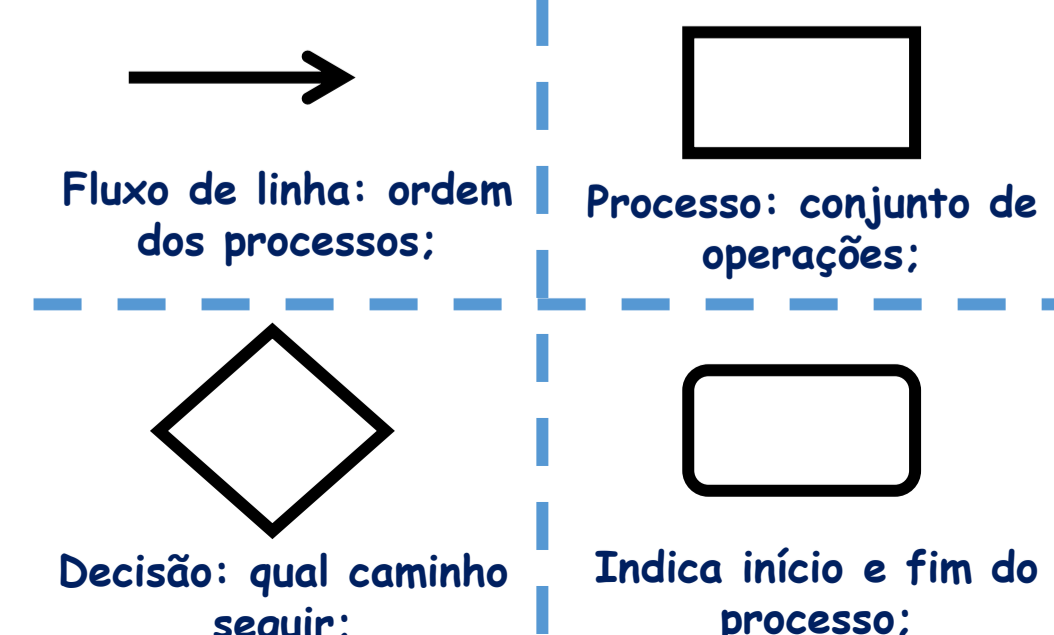 Fluxo de linha: ordem
dos processos;
Processo: conjunto de
operações;
Decisão: qual caminho
seguir;
Indica início e fim do
processo;